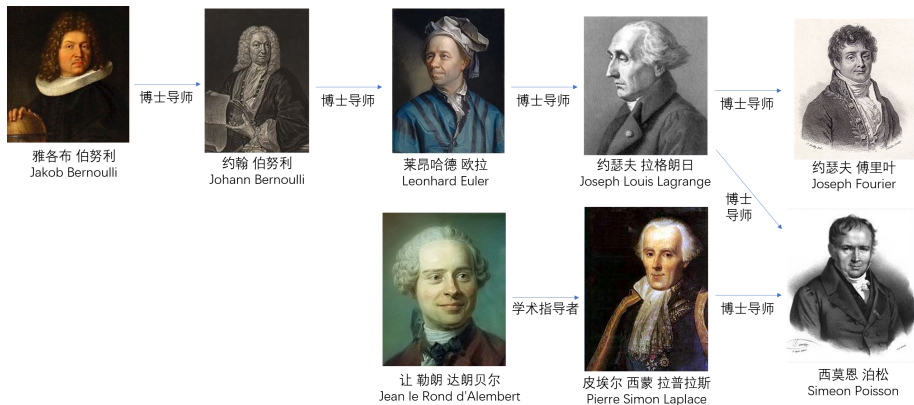 博士导师
博士导师
博士导师
博士导师
雅各布 伯努利
Jakob Bernoulli
约翰 伯努利
Johann Bernoulli
莱昂哈德 欧拉
Leonhard Euler
约瑟夫 拉格朗日
Joseph Louis Lagrange
约瑟夫 傅里叶
Joseph Fourier
博士
导师
学术指导者
博士导师
让 勒朗 达朗贝尔
Jean le Rond d'Alembert
皮埃尔 西蒙 拉普拉斯
Pierre Simon Laplace
西莫恩 泊松
Simeon Poisson